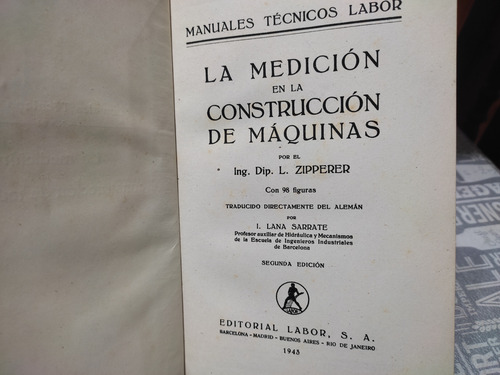 MANUALES TÉCNICOS LABOR
LA MEDICIÓN
EN LA
CONSTRUCCIÓN
DE MÁQUINAS
POR EL
Ing. Dip. L. ZIPPERER
Con 98 figuras
TRADUCIDO DIRECTAMENTE DEL ALEMÁN
POR
I. LANA SARRATE
Profesor auxiliar de Hidráulica y Mecanismos
de la Escuela de Ingenieros Industriales
de Barcelona
SEGUNDA EDICIÓN
LABOR
EDITORIAL LABOR, S. A.
BARCELONA - MADRID - BUENOS AIRES - RIO DE JANEIRO
1945